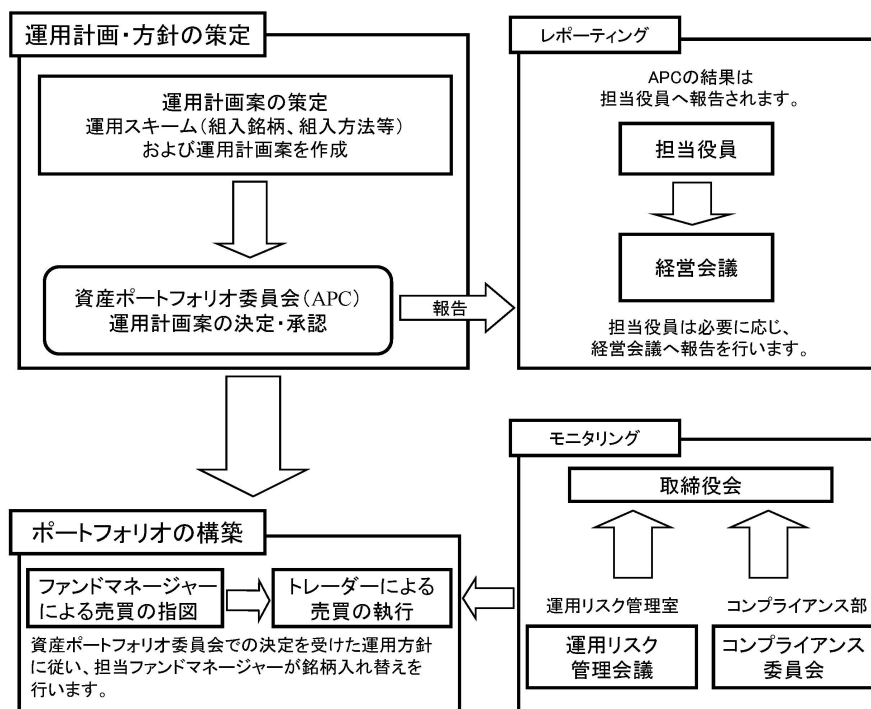 運用計画・方針の策定
運用計画案の策定
運用スキーム（組入銘柄、組入方法等）
および運用計画案を作成
資産ポートフォリオ委員会（APC）
運用計画案の決定・承認
報告
レポーティング
APCの結果は
担当役員へ報告されます。
担当役員
経営会議
担当役員は必要に応じ、
経営会議へ報告を行います。
ポートフォリオの構築
ファンドマネージャー
による売買の指図
トレーダーによる
売買の執行
資産ポートフォリオ委員会での決定を受けた運用方針
に従い、担当ファンドマネージャーが銘柄入れ替えを
行います。
モニタリング
取締役会
運用リスク管理室
コンプライアンス部
運用リスク
管理会議
コンプライアンス
委員会